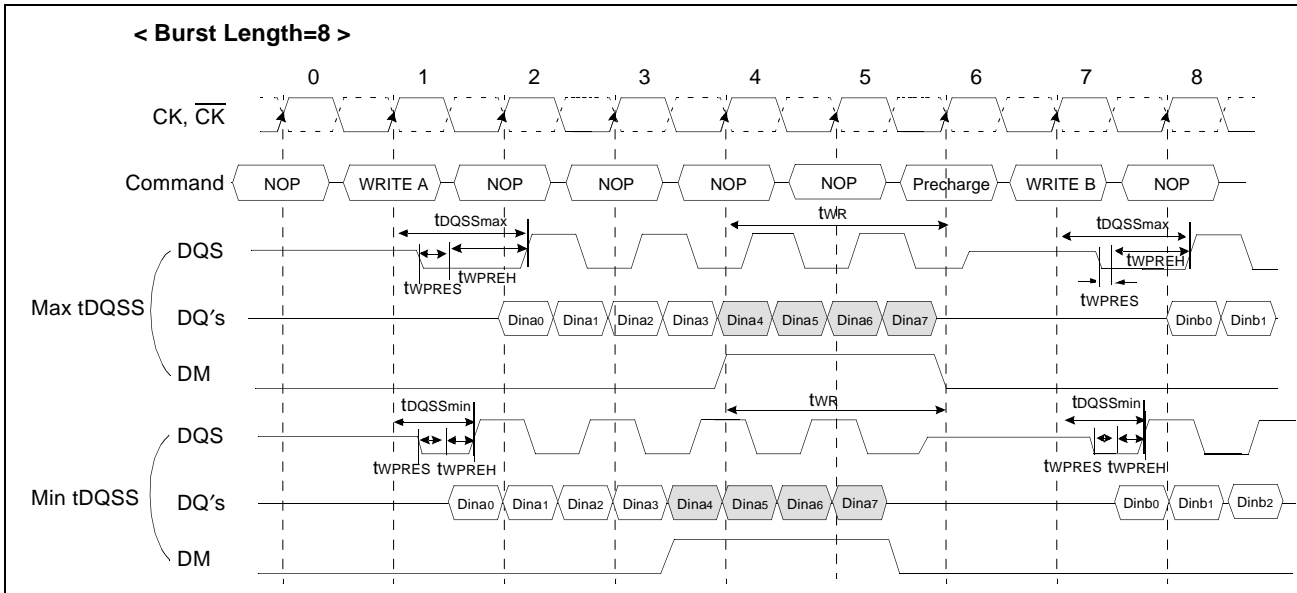 < Burst Length=8 >
0 1 2 3 4 5 6 7 8
CK, CK
Command NOP WRITE A NOP NOP NOP NOP Precharge WRITE B NOP
tDQSSmax tWR tDQSSmax
DQS
tWPREH tWPREH
tWPRES tWPRES
Max tDQSS
DQ's Dina0 Dina1 Dina2 Dina3 Dina4 Dina5 Dina6 Dina7 Dinb0 Dinb1
DM
tDQSSmin tWR tDQSSmin
DQS
tWPRES tWPREH tWPRES tWPREH
Min tDQSS
DQ's Dina0 Dina1 Dina2 Dina3 Dina4 Dina5 Dina6 Dina7 Dinb0 Dinb1 Dinb2
DM